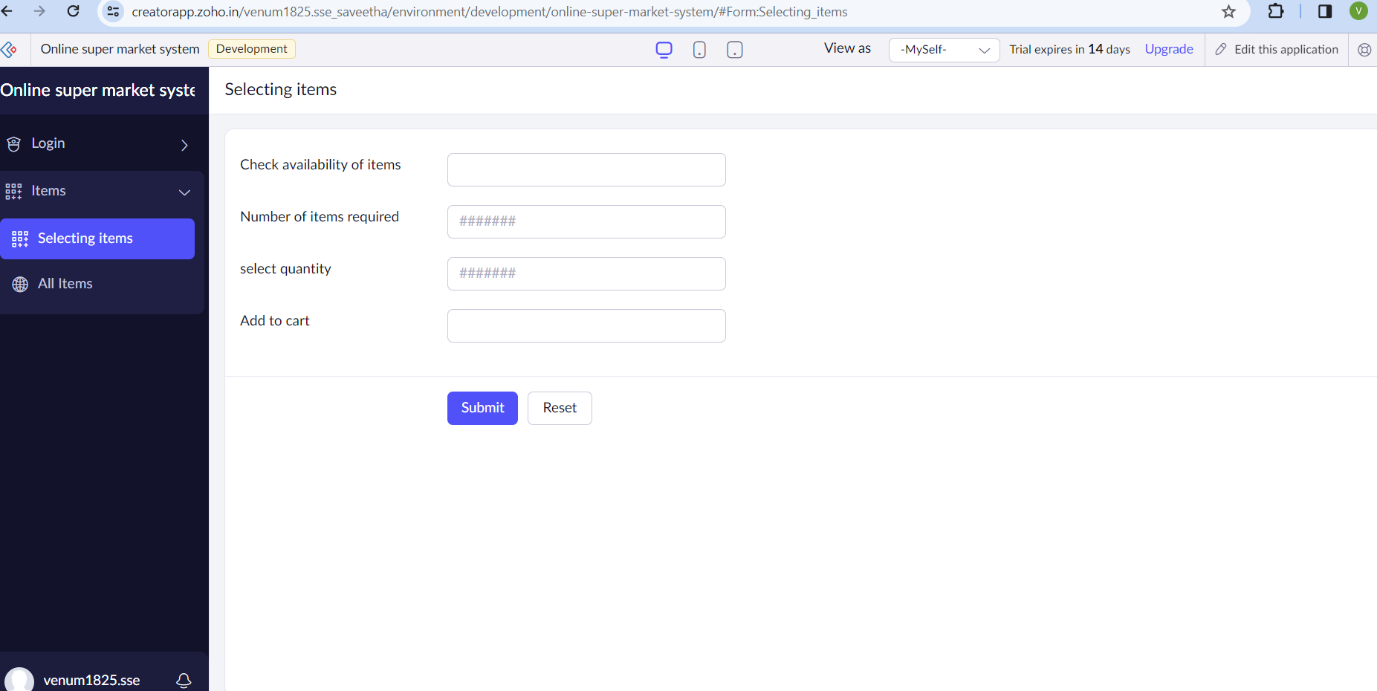 creatorapp.zoho.in/venum1825.sse_saveetha/environment/development/online-super-market-system/#Form:Selecting_items
V
Online super market system Development View as -MySelf- Trial expires in 14 days Upgrade Edit this application
Online super market syste
Selecting items
Login
Items
Selecting items
All Items
Check availability of items
Number of items required #######
select quantity #######
Add to cart
Submit Reset
venum1825.sse